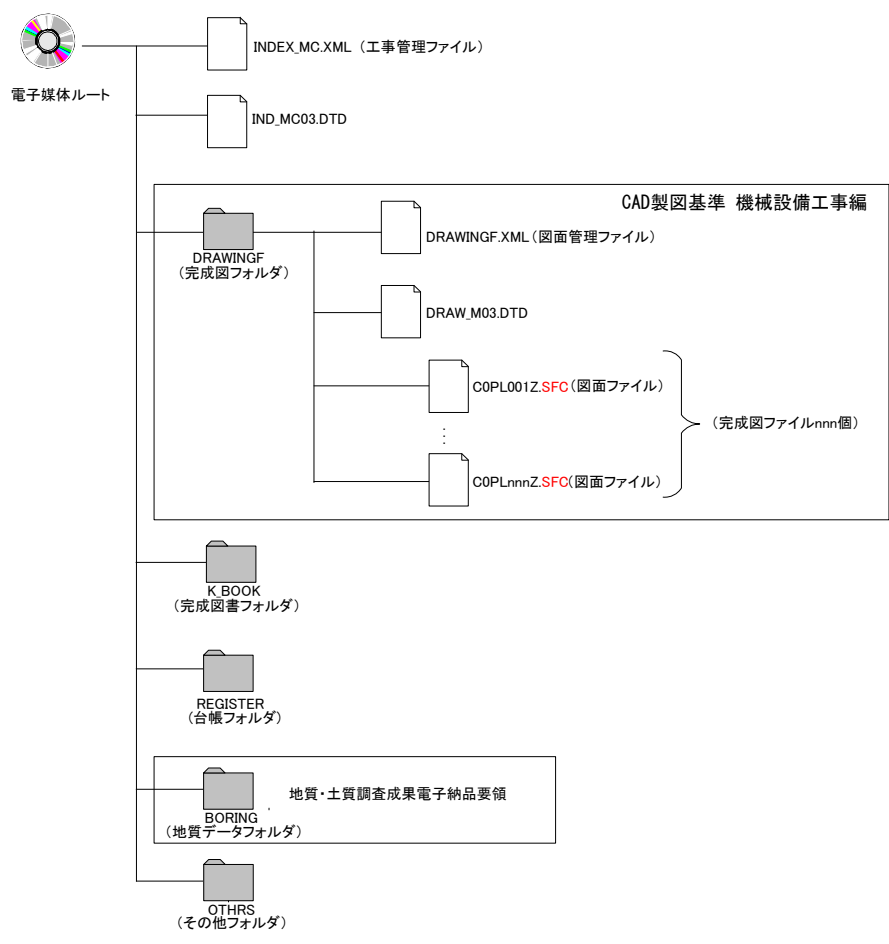 電子媒体ルート
INDEX_MC.XML（工事管理ファイル）
IND_MC03.DTD
CAD製図基準 機械設備工事編
DRAWINGF
（完成図フォルダ）
DRAWINGF.XML（図面管理ファイル）
DRAW_M03.DTD
C0PL001Z.SFC（図面ファイル）
（完成図ファイルnnn個）
C0PLnnnZ.SFC（図面ファイル）
K_BOOK
（完成図書フォルダ）
REGISTER
（台帳フォルダ）
BORING
（地質データフォルダ）
地質・土質調査成果電子納品要領
OTHRS
（その他フォルダ）